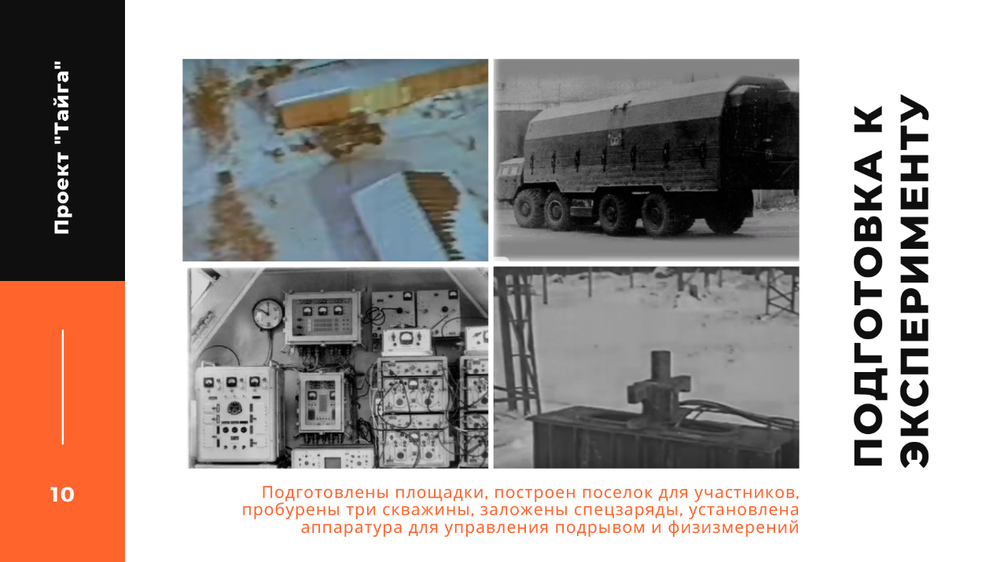 Проект "Тайга"
10
ПОДГОТОВКА К
ЭКСПЕРИМЕНТУ
Подготовлены площадки, построен поселок для участников,
пробурены три скважины, заложены спецзаряды, установлена
аппаратура для управления подрывом и физизмерений